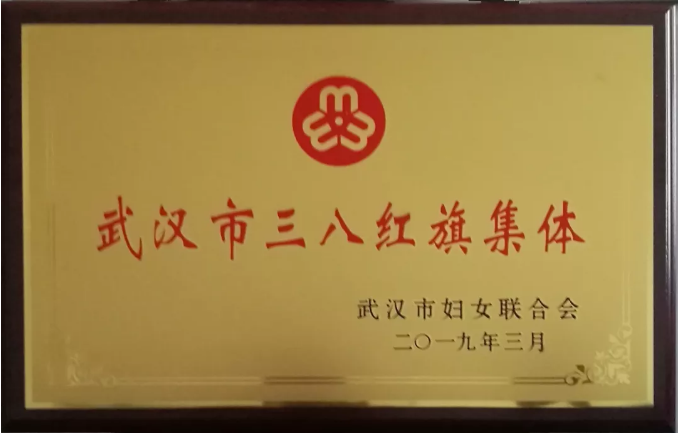 武汉市三八红旗集体
武汉市妇女联合会
二〇一九年三月